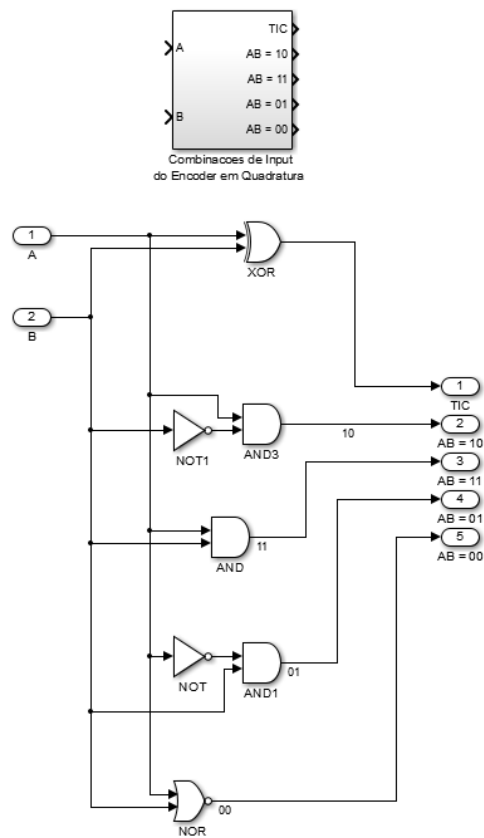 TIC
A
AB = 10
AB = 11
AB = 01
B
AB = 00
Combinacoes de Input
do Encoder em Quadratura
1
A
XOR
2
B
1
TIC
NOT1
AND3
10
2
AB = 10
3
AB = 11
AND
11
4
AB = 01
5
AB = 00
NOT
AND1
01
NOR
00